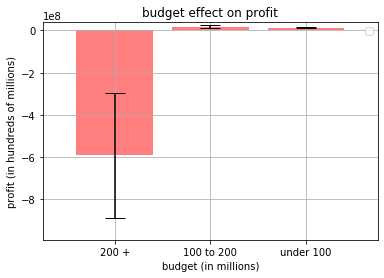 budget effect on profit
1e8
0
−2
−4
−6
−8
profit (in hundreds of millions)
200 +
100 to 200
under 100
budget (in millions)